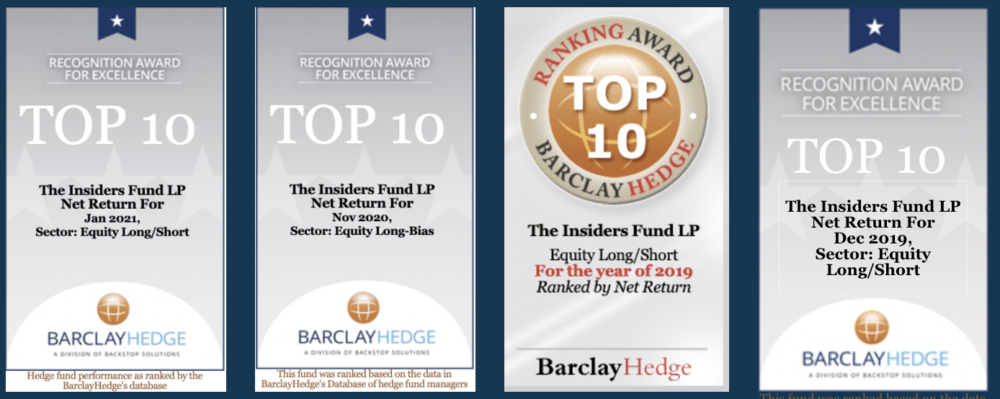 RECOGNITION AWARD
FOR EXCELLENCE
TOP 10
The Insiders Fund LP
Net Return For
Jan 2021,
Sector: Equity Long/Short
BARCLAYHEDGE
A DIVISION OF BACKSTOP SOLUTIONS
Hedge fund performance as ranked by the
BarclayHedge's database
RECOGNITION AWARD
FOR EXCELLENCE
TOP 10
The Insiders Fund LP
Net Return For
Nov 2020,
Sector: Equity Long-Bias
BARCLAYHEDGE
A DIVISION OF BACKSTOP SOLUTIONS
This fund was ranked based on the data in
BarclayHedge's Database of hedge fund managers
RANKING AWARD
TOP
10
BARCLAY HEDGE
The Insiders Fund LP
Equity Long/Short
For the year of 2019
Ranked by Net Return
BarclayHedge
RECOGNITION AWARD
FOR EXCELLENCE
TOP 10
The Insiders Fund LP
Net Return For
Dec 2019,
Sector: Equity
Long/Short
BARCLAYHEDGE
A DIVISION OF BACKSTOP SOLUTIONS
This fund was ranked based on the data